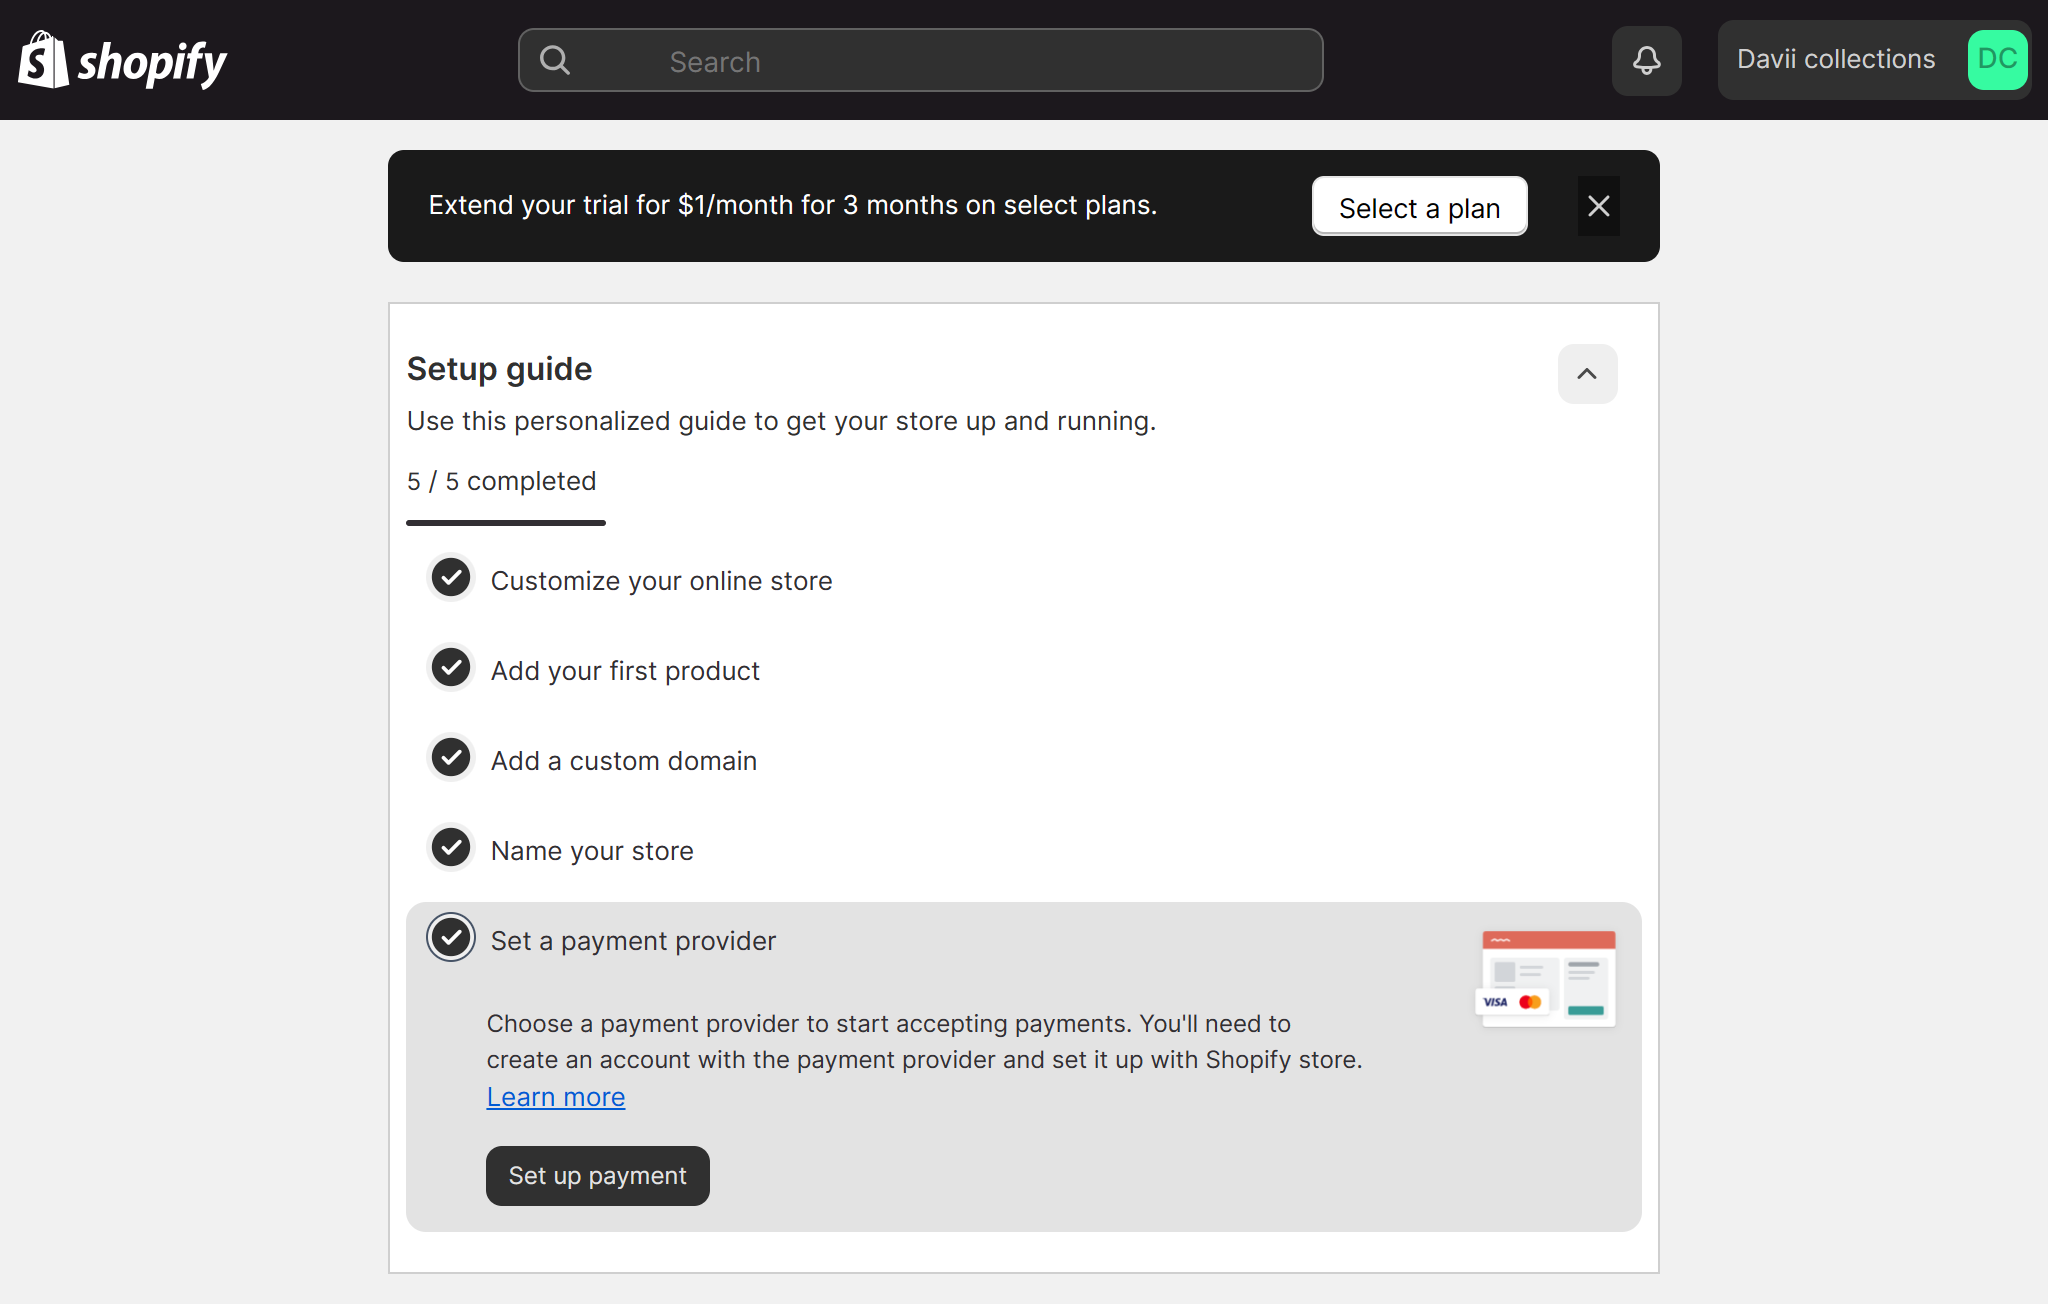 shopify
Search
Davii collections
DC
Extend your trial for $1/month for 3 months on select plans.
Select a plan
Setup guide
Use this personalized guide to get your store up and running.
5 / 5 completed
Customize your online store
Add your first product
Add a custom domain
Name your store
Set a payment provider
VISA
Choose a payment provider to start accepting payments. You'll need to
create an account with the payment provider and set it up with Shopify store.
Learn more
Set up payment